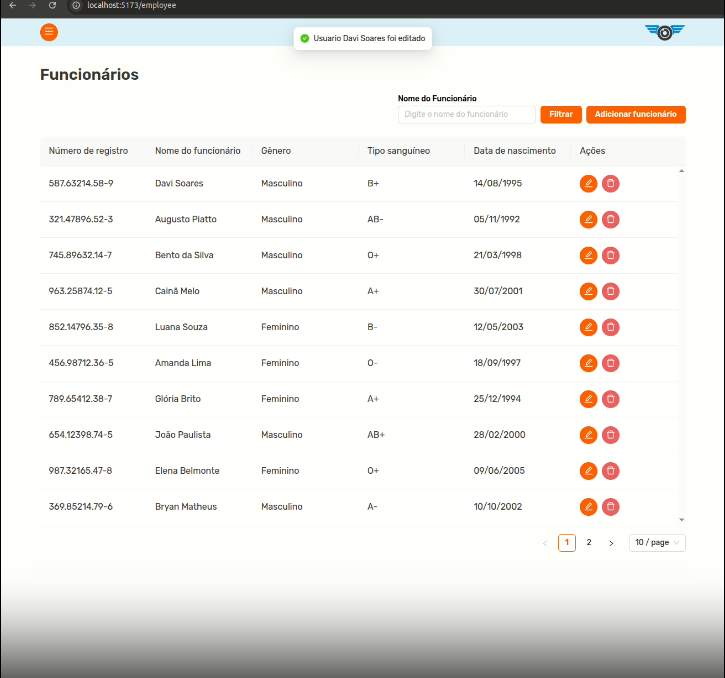 localhost:5173/employee
Usuario Davi Soares foi editado
Funcionários
Nome do Funcionário
Digite o nome do funcionário Filtrar Adicionar funcionário
Número de registro Nome do funcionário Gênero Tipo sanguíneo Data de nascimento Ações
587.63214.58-9 Davi Soares Masculino B+ 14/08/1995
321.47896.52-3 Augusto Piatto Masculino AB- 05/11/1992
745.89632.14-7 Bento da Silva Masculino O+ 21/03/1998
963.25874.12-5 Cainã Melo Masculino A+ 30/07/2001
852.14796.35-8 Luana Souza Feminino B- 12/05/2003
456.98712.36-5 Amanda Lima Feminino O- 18/09/1997
789.65412.38-7 Glória Brito Feminino A+ 25/12/1994
654.12398.74-5 João Paulista Masculino AB+ 28/02/2000
987.32165.47-8 Elena Belmonte Feminino O+ 09/06/2005
369.85214.79-6 Bryan Matheus Masculino A- 10/10/2002
< 1 2 > 10 / page